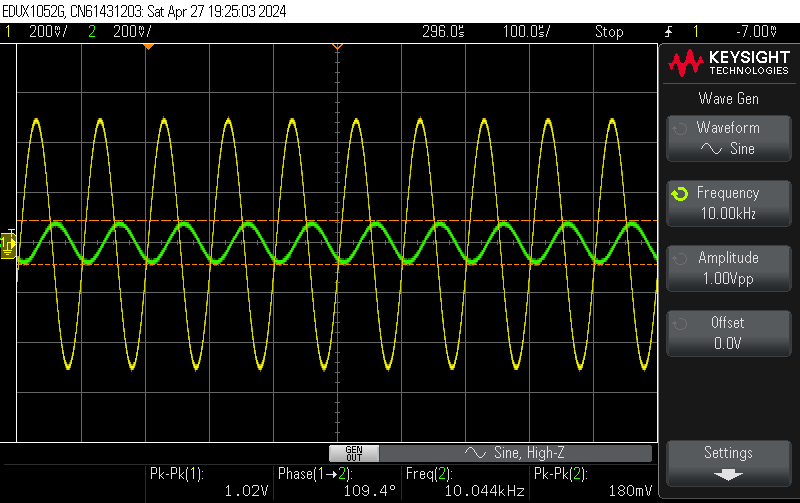 EDUX1052G, CN61431203: Sat Apr 27 19:25:03 2024
1 200▽/ 2 200▽/ 296.0s 100.0s/ Stop 1 -7.00▽
KEYSIGHT
TECHNOLOGIES
Wave Gen
Waveform
Sine
Frequency
10.00kHz
Amplitude
1.00Vpp
Offset
0.0V
GEN
OUT
Sine, High-Z
Settings
Pk-Pk(1): Phase(1→2): Freq(2): Pk-Pk(2):
1.02V 109.4° 10.044kHz 180mV